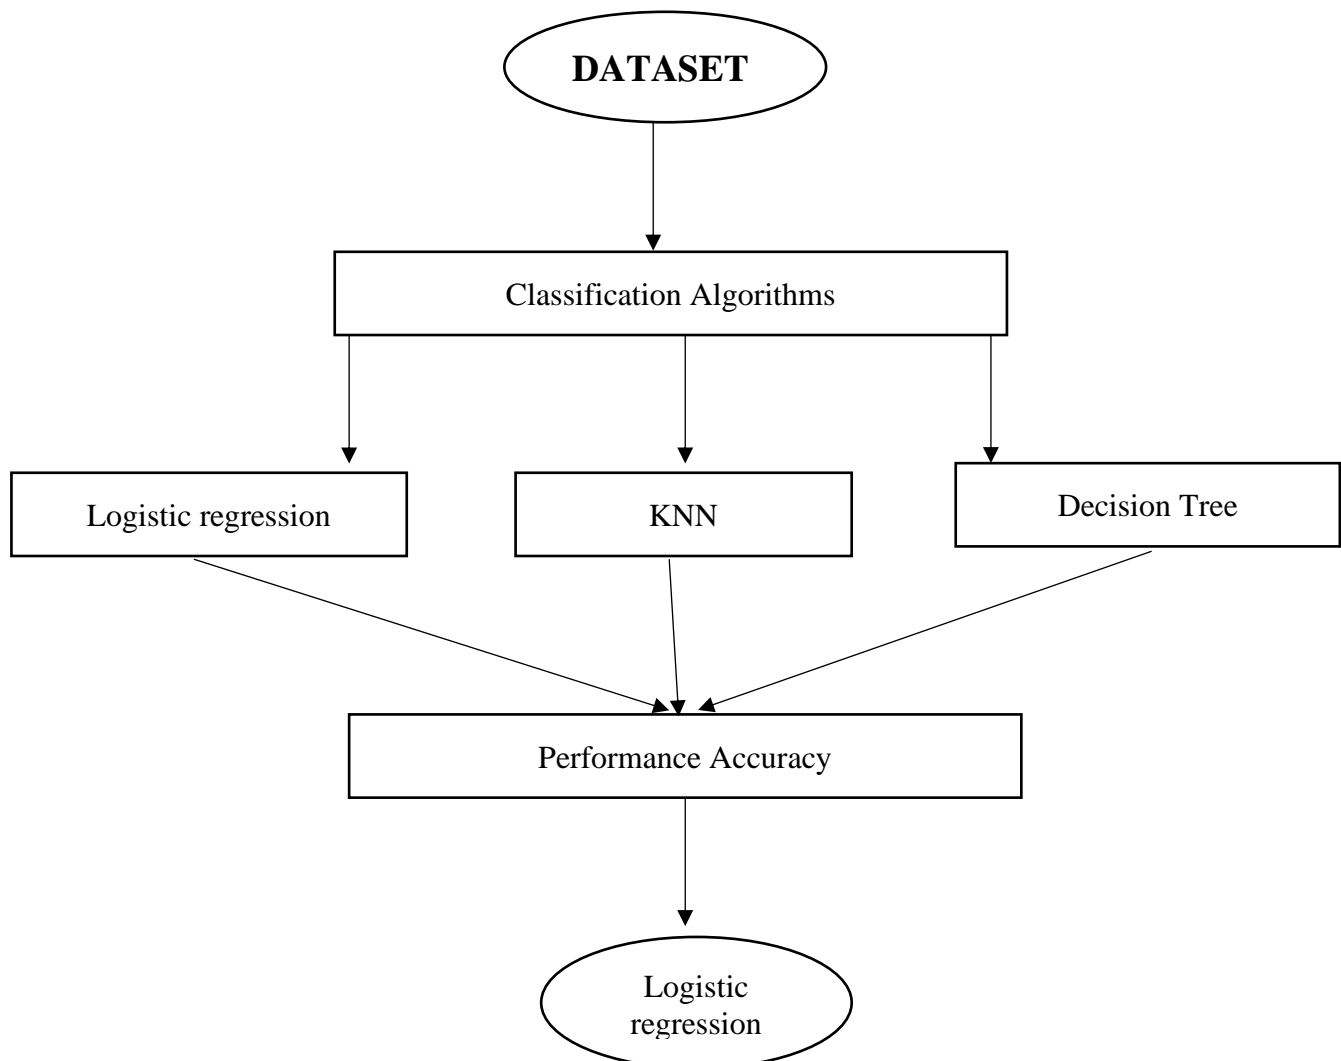 DATASET
Classification Algorithms
Logistic regression
KNN
Decision Tree
Performance Accuracy
Logistic
regression